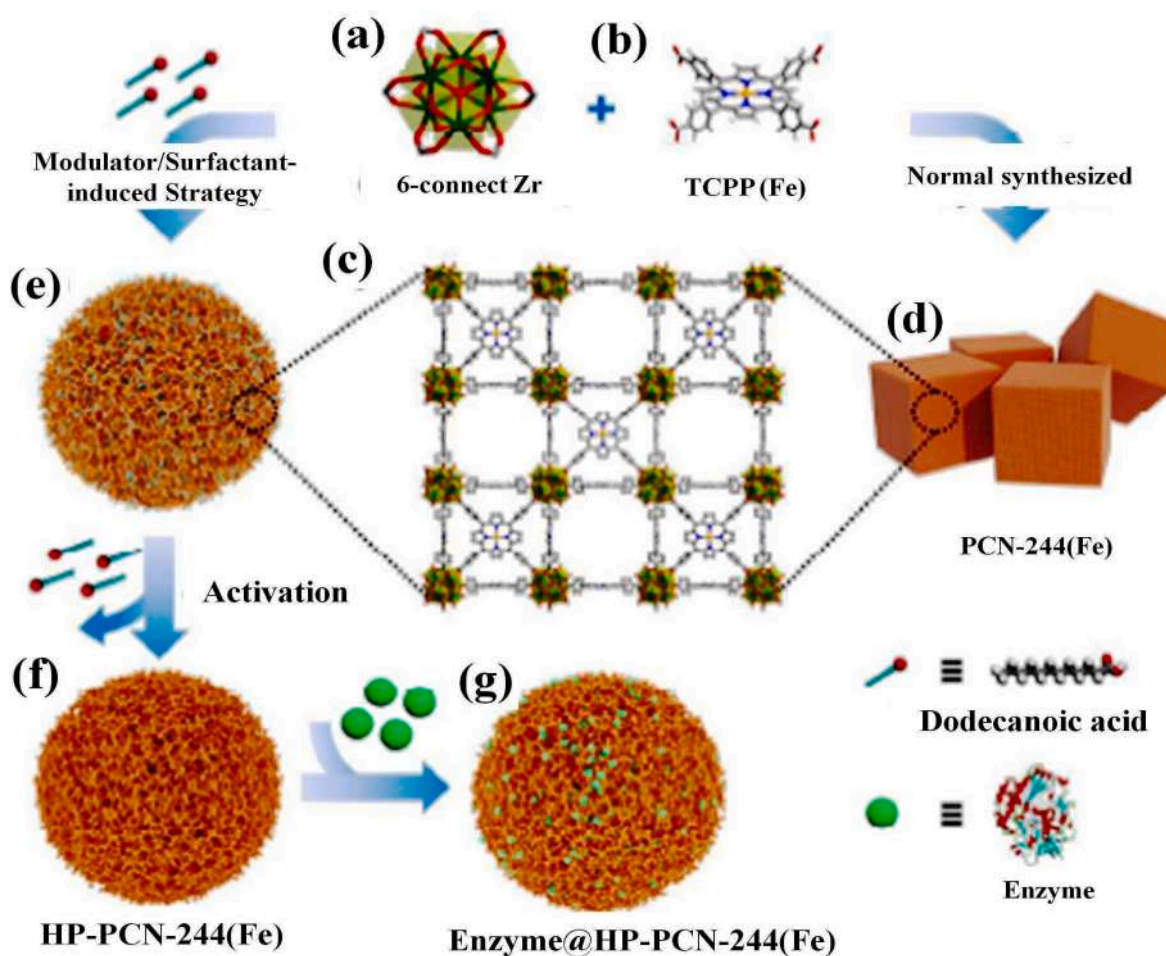 (a)
(b)
Modulator/Surfactant-
induced Strategy
6-connect Zr
TCPP (Fe)
Normal synthesized
(e)
(c)
(d)
PCN-244(Fe)
Activation
(f)
(g)
Dodecanoic acid
Enzyme
HP-PCN-244(Fe)
Enzyme@HP-PCN-244(Fe)